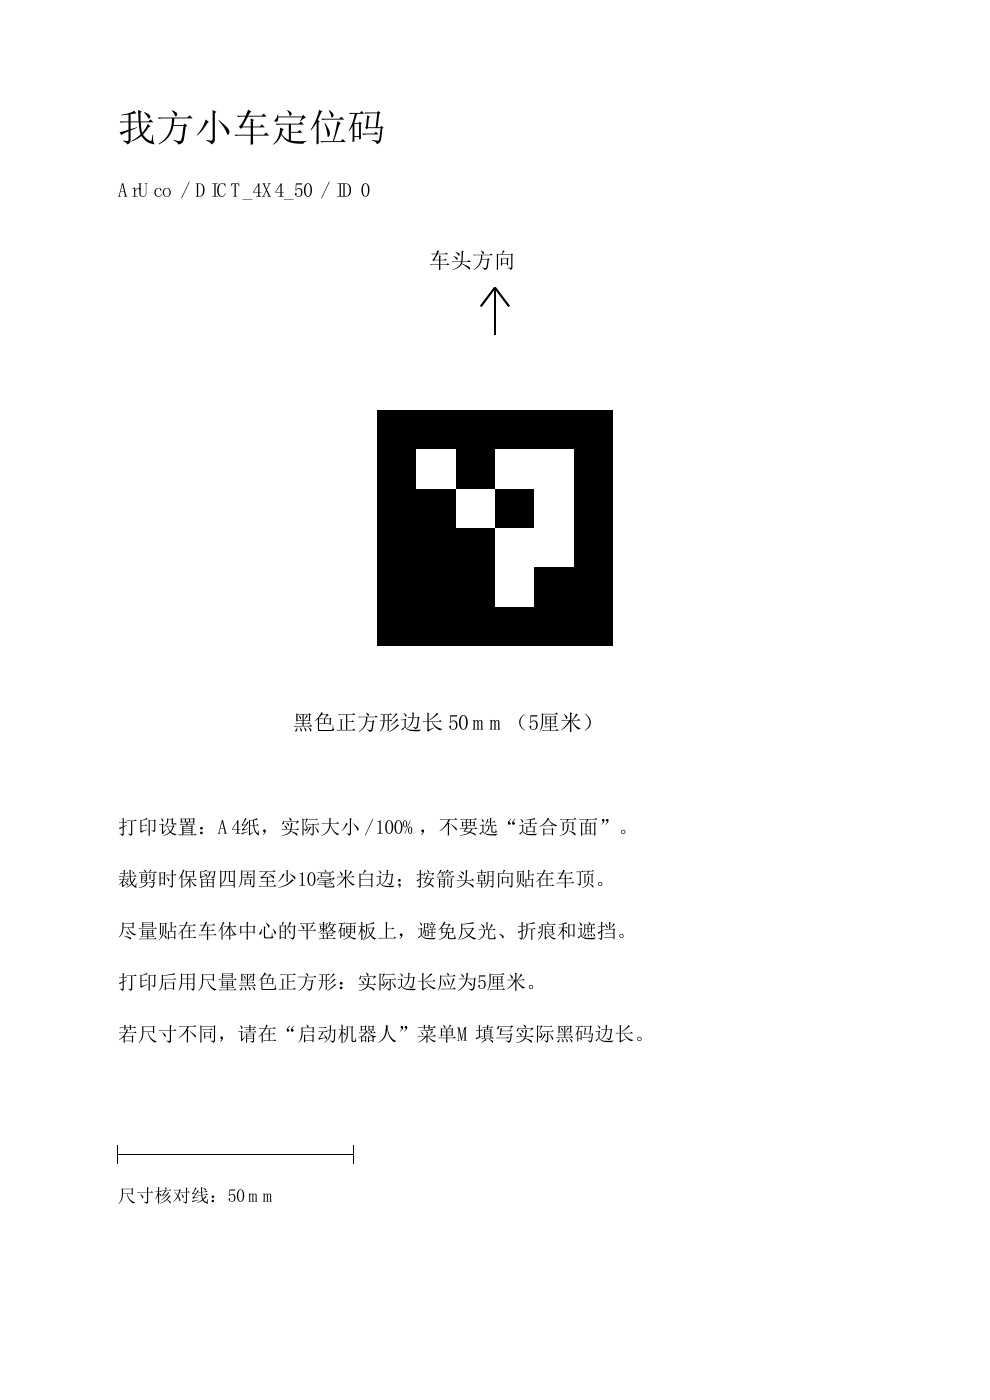 我方小车定位码
ArUco / DICT_4X4_50 / ID 0
车头方向
黑色正方形边长 50 mm（5厘米）
打印设置：A4纸，实际大小 /100%，不要选“适合页面”。
裁剪时保留四周至少10毫米白边；按箭头朝向贴在车顶。
尽量贴在车体中心的平整硬板上，避免反光、折痕和遮挡。
打印后用尺量黑色正方形：实际边长应为5厘米。
若尺寸不同，请在“启动机器人”菜单M 填写实际黑码边长。
尺寸核对线：50 mm